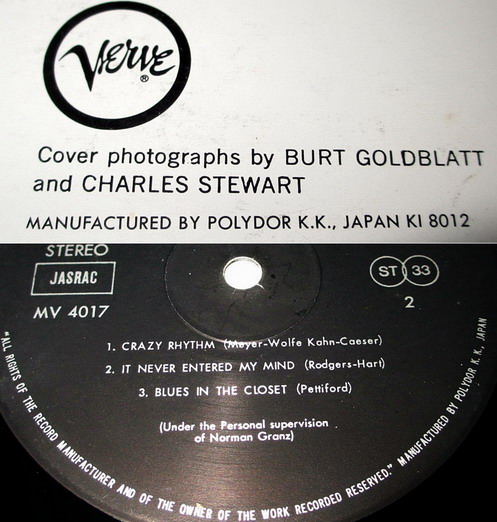 Verve
®
Cover photographs by BURT GOLDBLATT
and CHARLES STEWART
MANUFACTURED BY POLYDOR K.K., JAPAN KI 8012
STEREO
JASRAC
MV 4017
ST 33
2
1. CRAZY RHYTHM (Meyer-Wolfe Kahn-Caeser)
2. IT NEVER ENTERED MY MIND (Rodgers-Hart)
3. BLUES IN THE CLOSET (Pettiford)
(Under the Personal supervision
of Norman Granz)
"ALL RIGHTS OF THE RECORD MANUFACTURER AND OF THE OWNER OF THE WORK RECORDED RESERVED." MANUFACTURED BY POLYDOR K. K., JAPAN